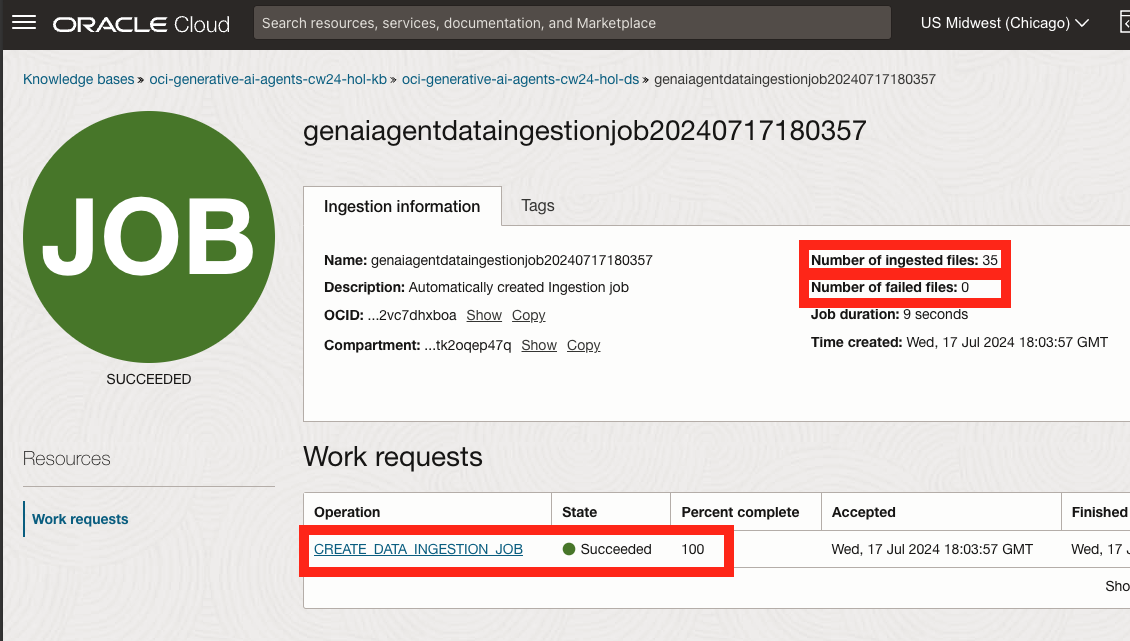 ORACLE Cloud
Search resources, services, documentation, and Marketplace
US Midwest (Chicago)
Knowledge bases » oci-generative-ai-agents-cw24-hol-kb » oci-generative-ai-agents-cw24-hol-ds » genaiagentdataingestionjob20240717180357
JOB
SUCCEEDED
genaiagentdataingestionjob20240717180357
Ingestion information
Tags
Name: genaiagentdataingestionjob20240717180357
Description: Automatically created Ingestion job
OCID: ...2vc7dhxboa Show Copy
Compartment: ...tk2oqep47q Show Copy
Number of ingested files: 35
Number of failed files: 0
Job duration: 9 seconds
Time created: Wed, 17 Jul 2024 18:03:57 GMT
Resources
Work requests
Work requests
Operation State Percent complete Accepted Finished
CREATE_DATA_INGESTION_JOB Succeeded 100 Wed, 17 Jul 2024 18:03:57 GMT Wed, 17